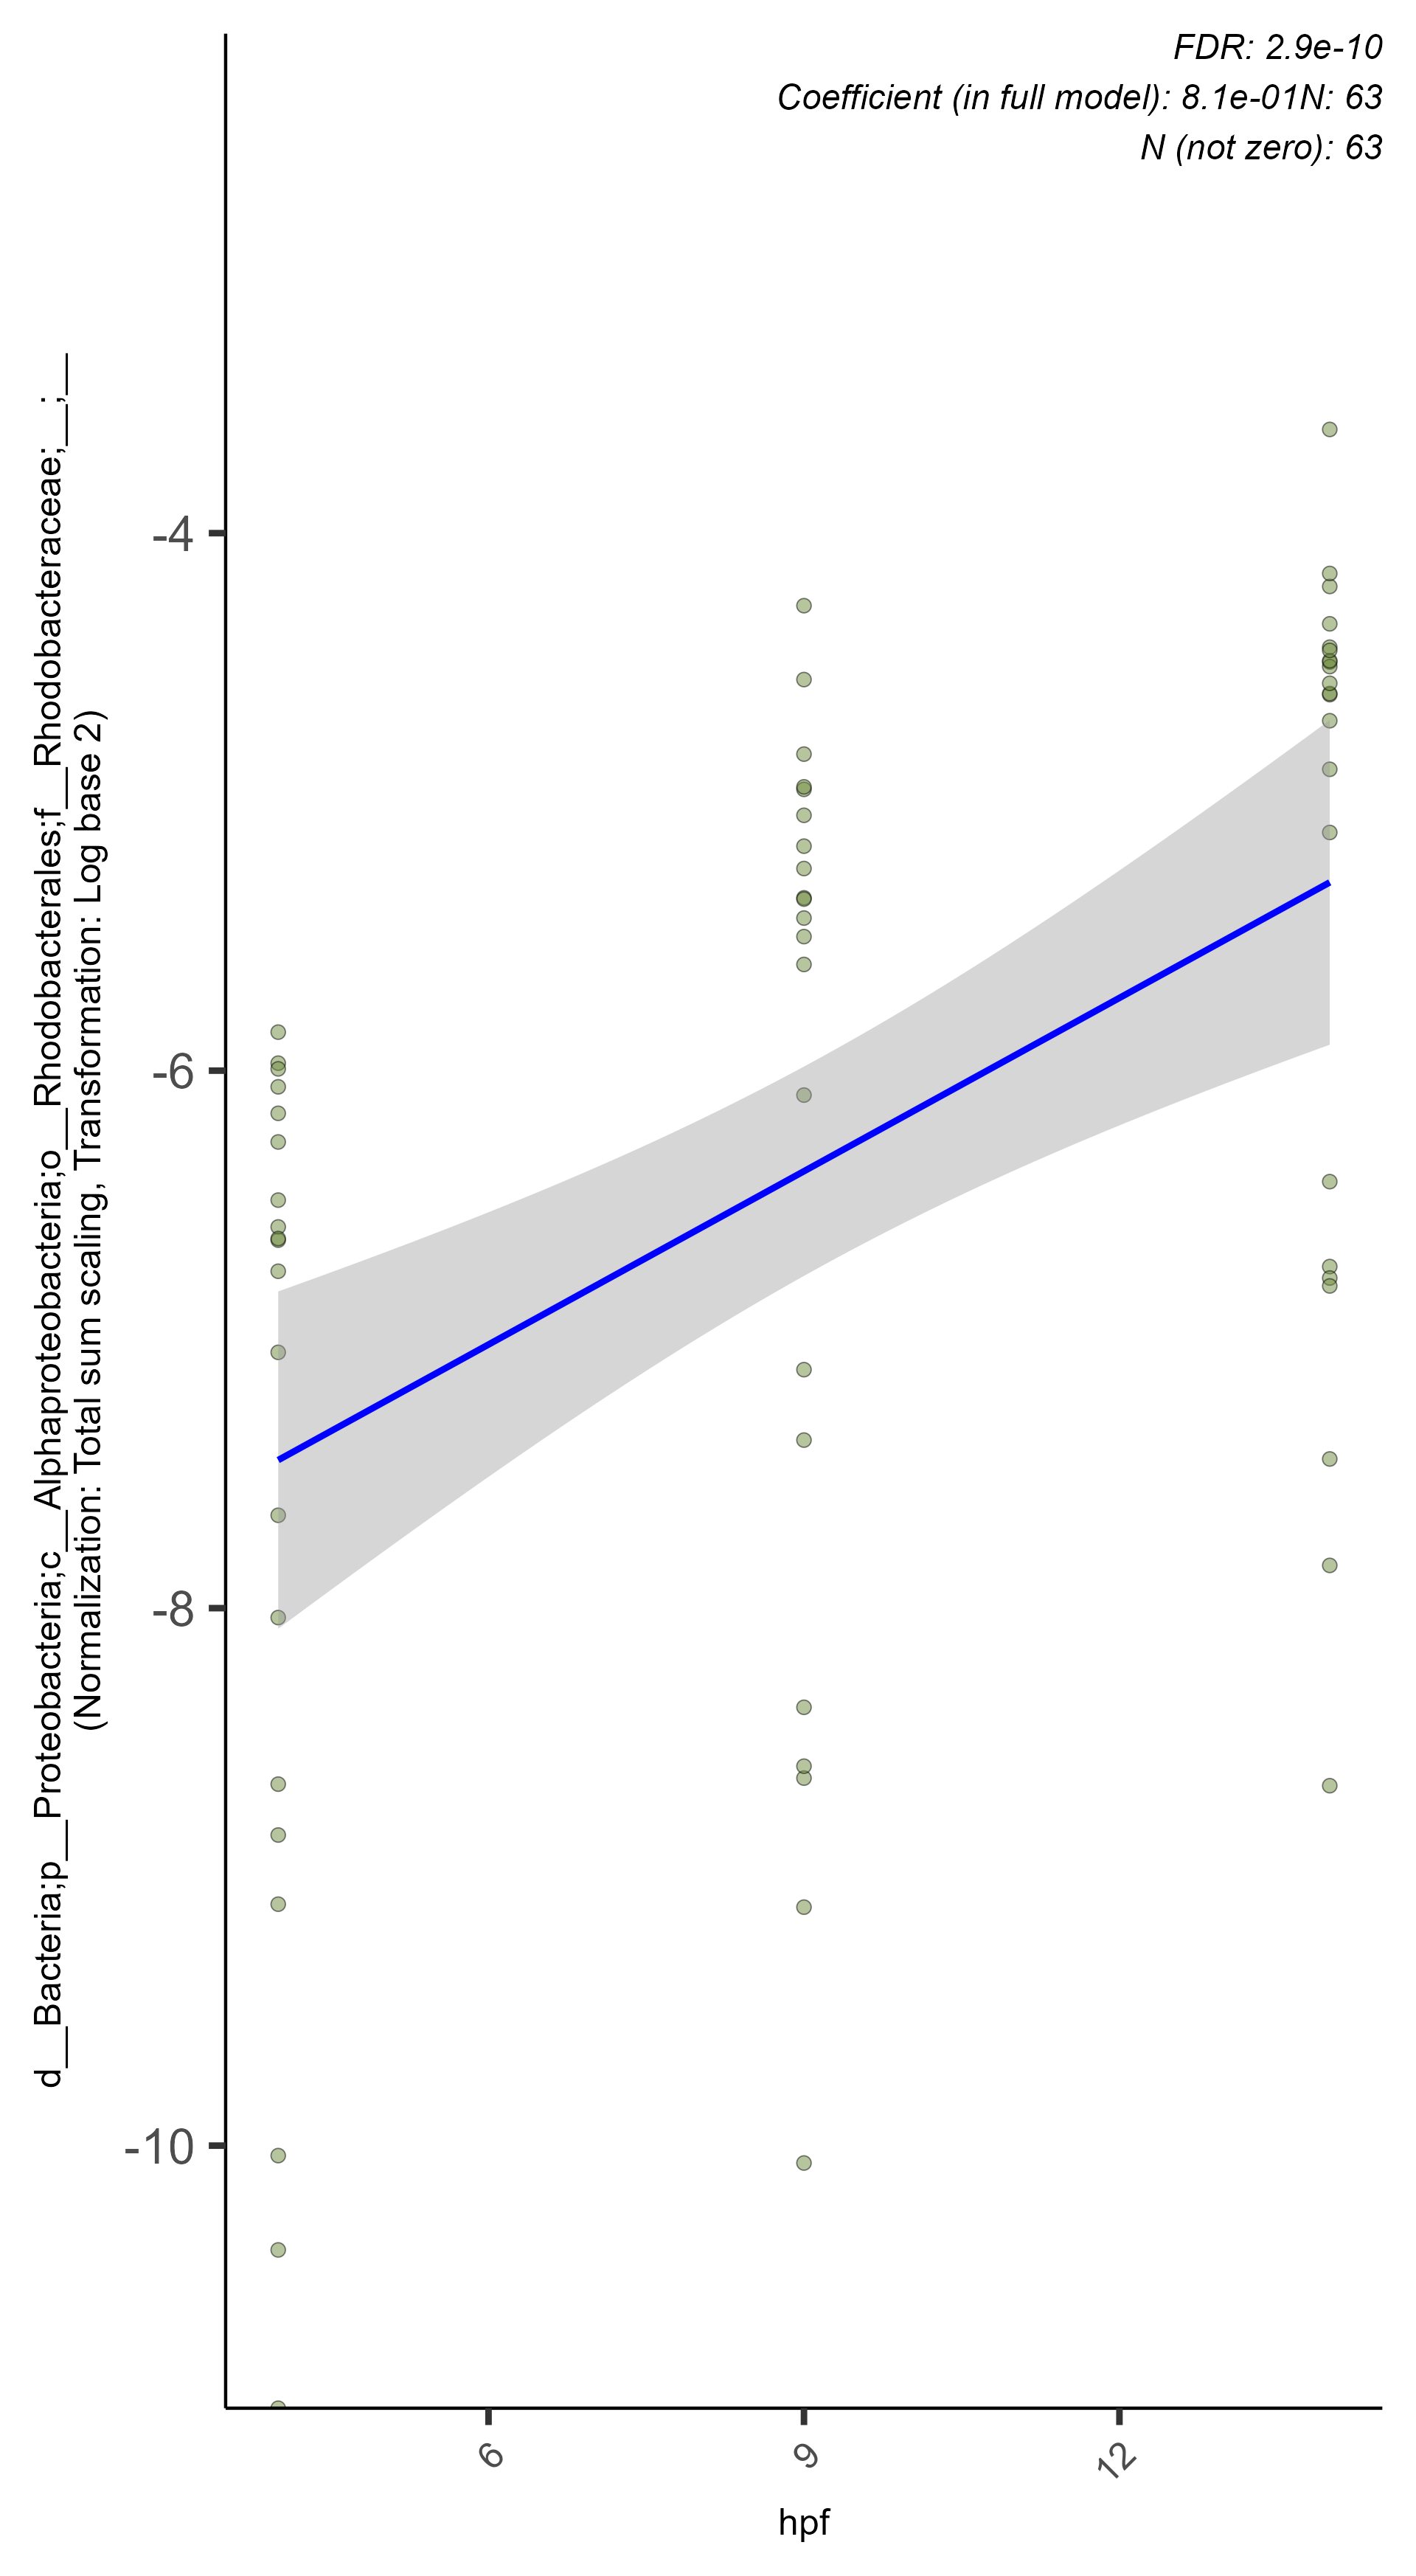 FDR: 2.9e-10
Coefficient (in full model): 8.1e-01N: 63
N (not zero): 63
d__Bacteria;p__Proteobacteria;c__Alphaproteobacteria;o__Rhodobacterales;f__Rhodobacteraceae;__;__
(Normalization: Total sum scaling, Transformation: Log base 2)
-4
-6
-8
-10
6
9
12
hpf